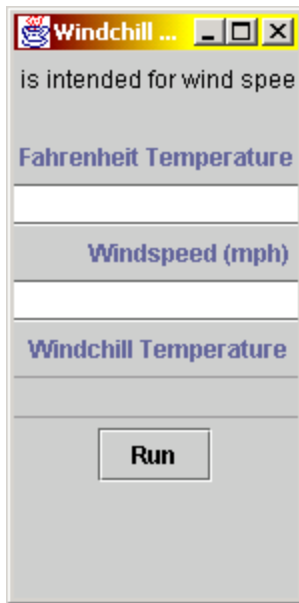 Windchill ...
is intended for wind spee
Fahrenheit Temperature
Windspeed (mph)
Windchill Temperature
Run